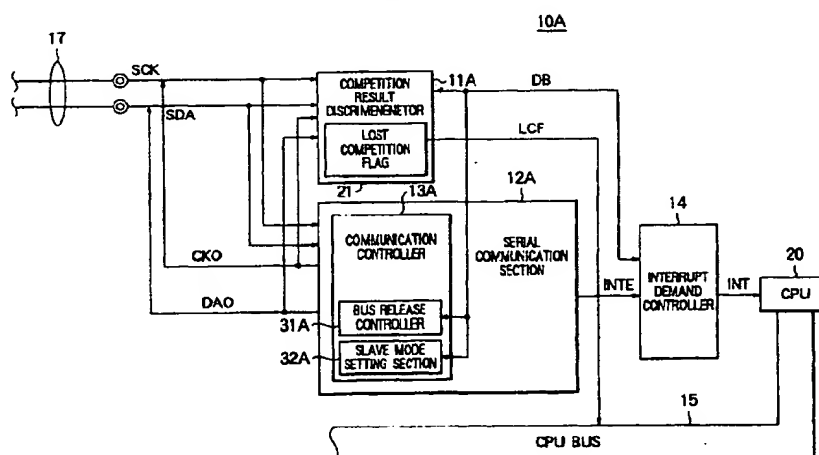 10A
17
SCK
SDA
COMPETITION
RESULT
DISCRIMENENETOR
11A
DB
LOST
COMPETITION
FLAG
LCF
21
13A
12A
14
20
COMMUNICATION
CONTROLLER
SERIAL
COMMUNICATION
SECTION
CKO
DAO
INTE
INTERRUPT
DEMAND
CONTROLLER
INT
CPU
31A
BUS RELEASE
CONTROLLER
32A
SLAVE MODE
SETTING SECTION
15
CPU BUS